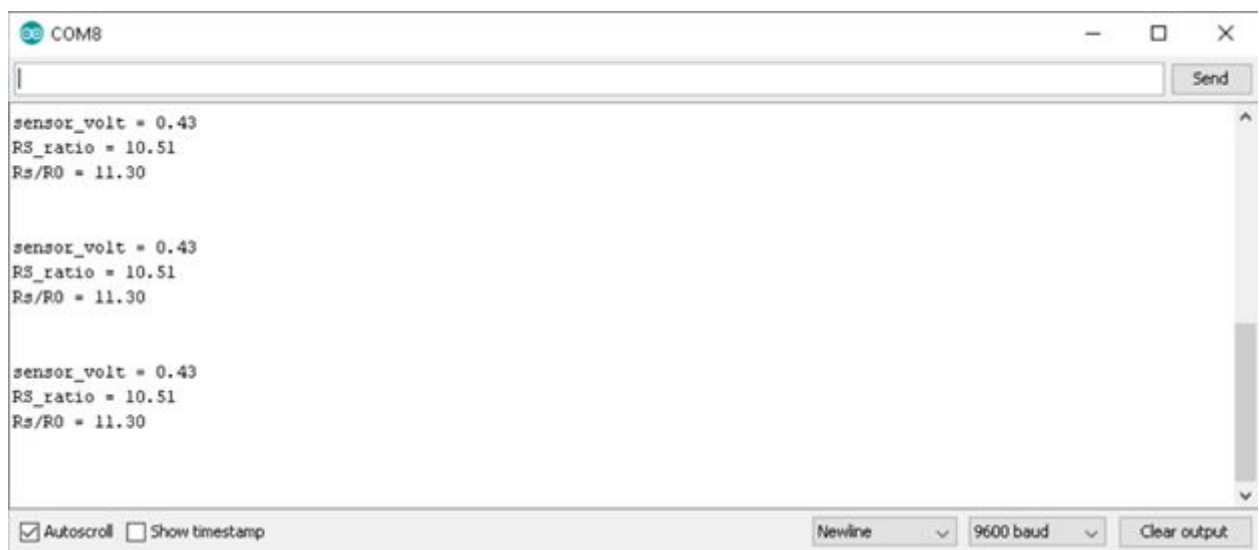 COM8
Send
sensor_volt = 0.43
RS_ratio = 10.51
Rs/R0 = 11.30
sensor_volt = 0.43
RS_ratio = 10.51
Rs/R0 = 11.30
sensor_volt = 0.43
RS_ratio = 10.51
Rs/R0 = 11.30
Autoscroll Show timestamp Newline 9600 baud Clear output